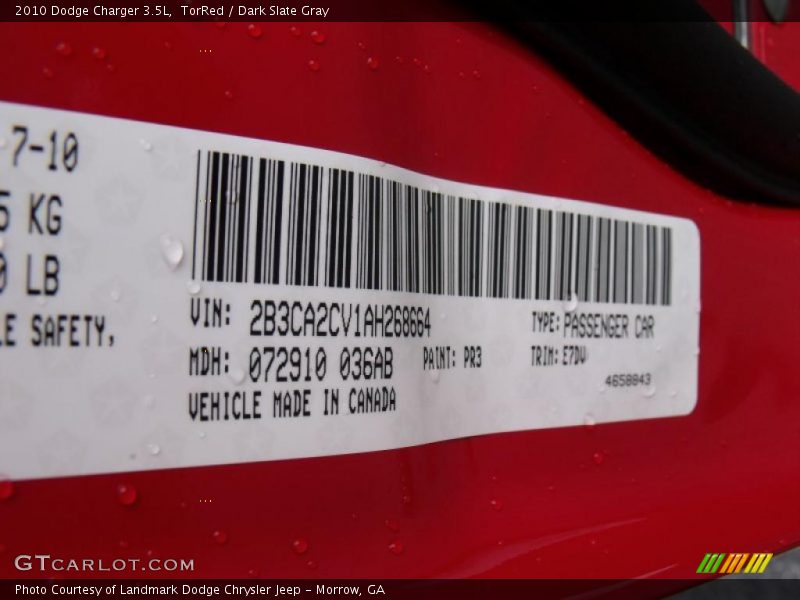 2010 Dodge Charger 3.5L,  TorRed / Dark Slate Gray
7-10
5 KG
0 LB
LE SAFETY,
VIN: 2B3CA2CV1AH268664 TYPE: PASSENGER CAR
MDH: 072910 036AB PAINT: PR3 TRIM: E7DV
4658843
VEHICLE MADE IN CANADA
GTCARLOT.COM
Photo Courtesy of Landmark Dodge Chrysler Jeep - Morrow, GA